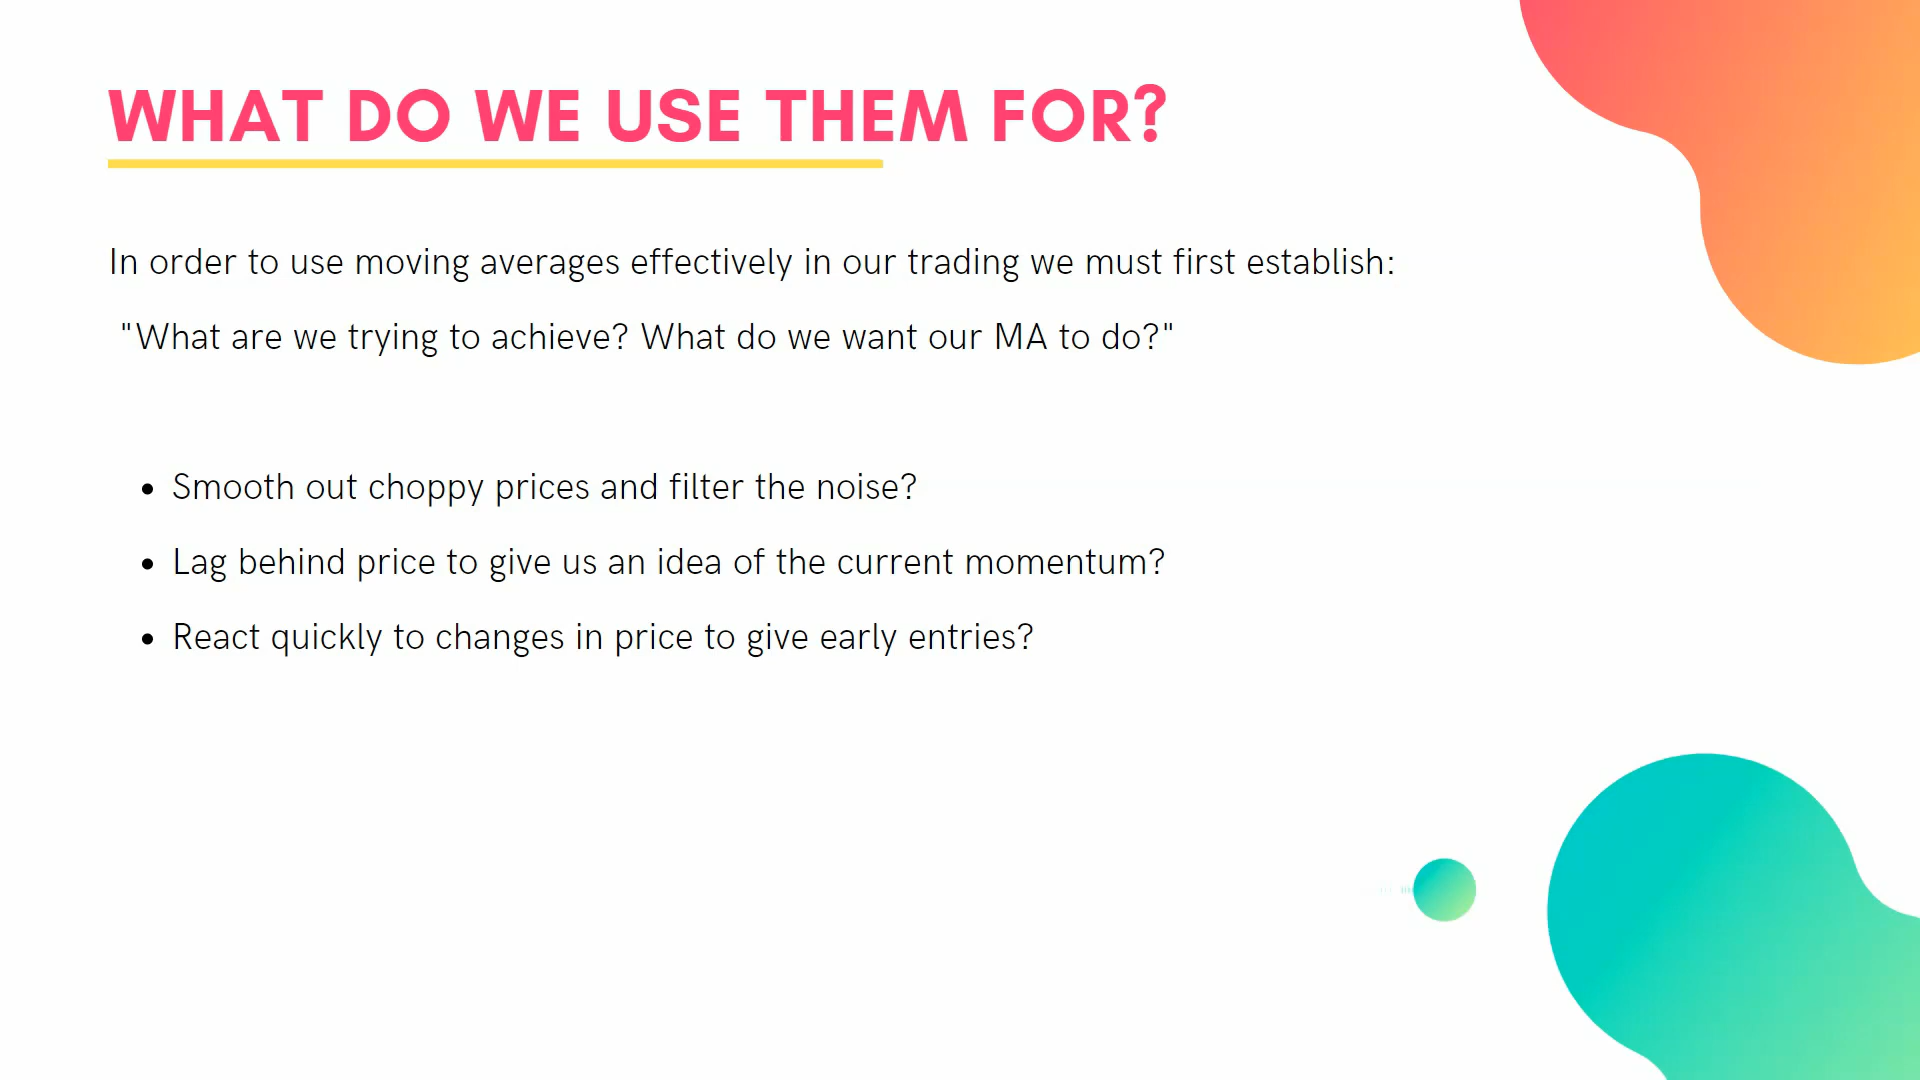 WHAT DO WE USE THEM FOR?
In order to use moving averages effectively in our trading we must first establish:
"What are we trying to achieve? What do we want our MA to do?"
• Smooth out choppy prices and filter the noise?
• Lag behind price to give us an idea of the current momentum?
• React quickly to changes in price to give early entries?